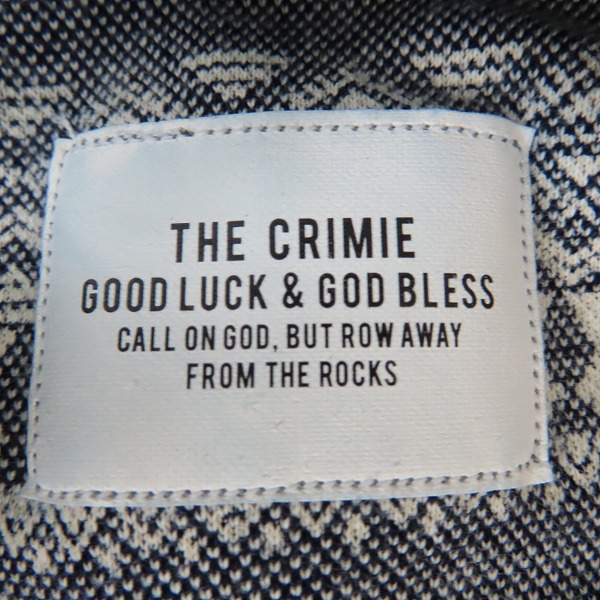 THE CRIMIE
GOOD LUCK & GOD BLESS
CALL ON GOD, BUT ROW AWAY
FROM THE ROCKS